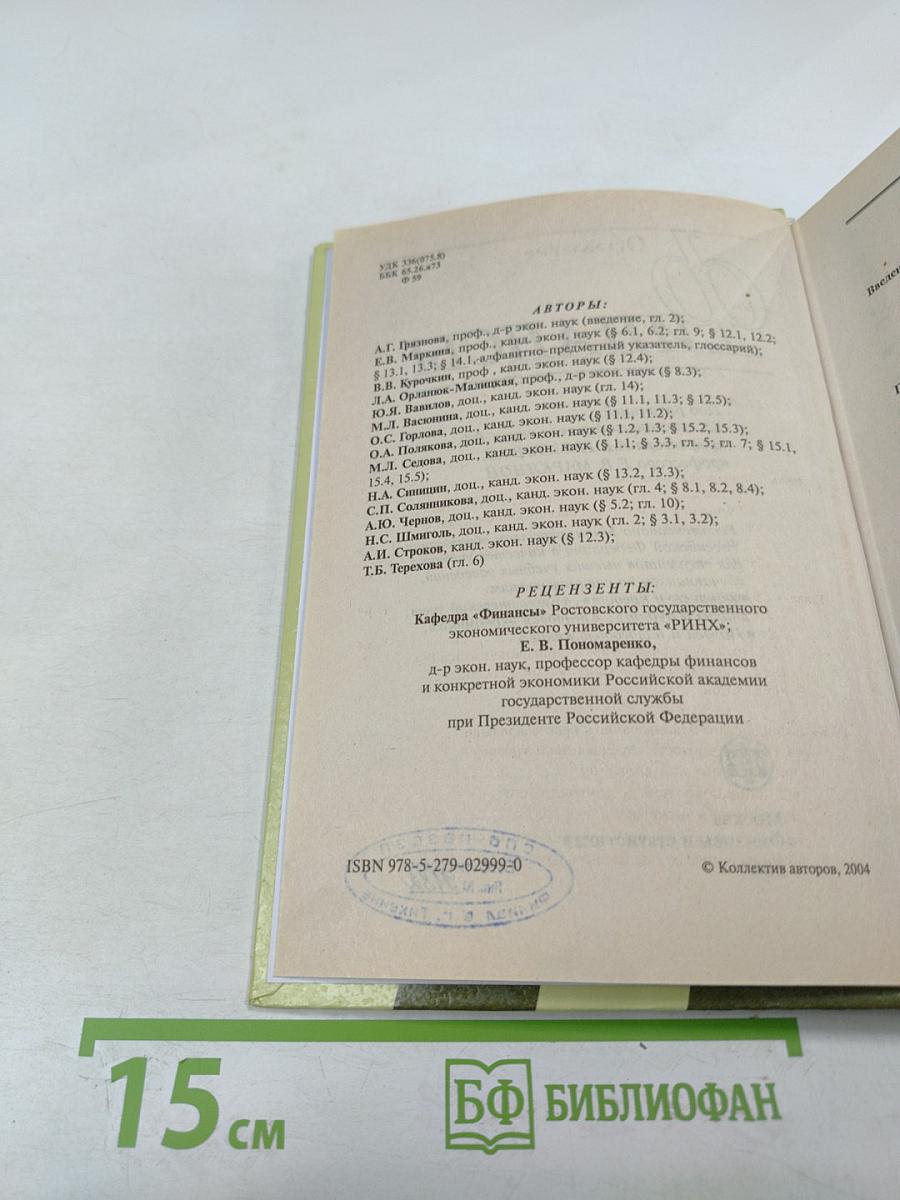 УДК 336(075.8)
ББК 65.26.я73
Ф 59
АВТОРЫ:
А.Г. Грязнова, проф., д-р экон. наук (введение, гл. 2);
Е.В. Маркина, проф., канд. экон. наук (§ 6.1, 6.2; гл. 9; § 12.1, 12.2;
§ 13.1, 13.3; § 14.1, алфавитно-предметный указатель, глоссарий);
В.В. Курочкин, проф , канд. экон. наук (§ 12.4);
Л.А. Орланюк-Малицкая, проф., д-р экон. наук (§ 8.3);
Ю.Я. Вавилов, доц., канд. экон. наук (гл. 14);
М.Л. Васюнина, доц., канд. экон. наук (§ 11.1, 11.3; § 12.5);
О.С. Горлова, доц., канд. экон. наук (§ 11.1, 11.2);
О.А. Полякова, доц., канд. экон. наук (§ 1.2, 1.3; § 15.2, 15.3);
М.Л. Седова, доц., канд. экон. наук (§ 1.1; § 3.3, гл. 5; гл. 7; § 15.1,
15.4, 15.5);
Н.А. Сипицин, доц., канд. экон. наук (§ 13.2, 13.3);
С.П. Солянникова, доц., канд. экон. наук (гл. 4; § 8.1, 8.2, 8.4);
А.Ю. Чернов, доц., канд. экон. наук (§ 5.2; гл. 10);
Н.С. Шмиголь, доц., канд. экон. наук (гл. 2; § 3.1, 3.2);
А.И. Строков, канд. экон. наук (§ 12.3);
Т.Б. Терехова (гл. 6)
РЕЦЕНЗЕНТЫ:
Кафедра «Финансы» Ростовского государственного
экономического университета «РИНХ»;
Е. В. Пономаренко,
д-р экон. наук, профессор кафедры финансов
и конкретной экономики Российской академии
государственной службы
при Президенте Российской Федерации
ISBN 978-5-279-02999-0
© Коллектив авторов, 2004
Введен
15 см
БФ БИБЛИОФАН